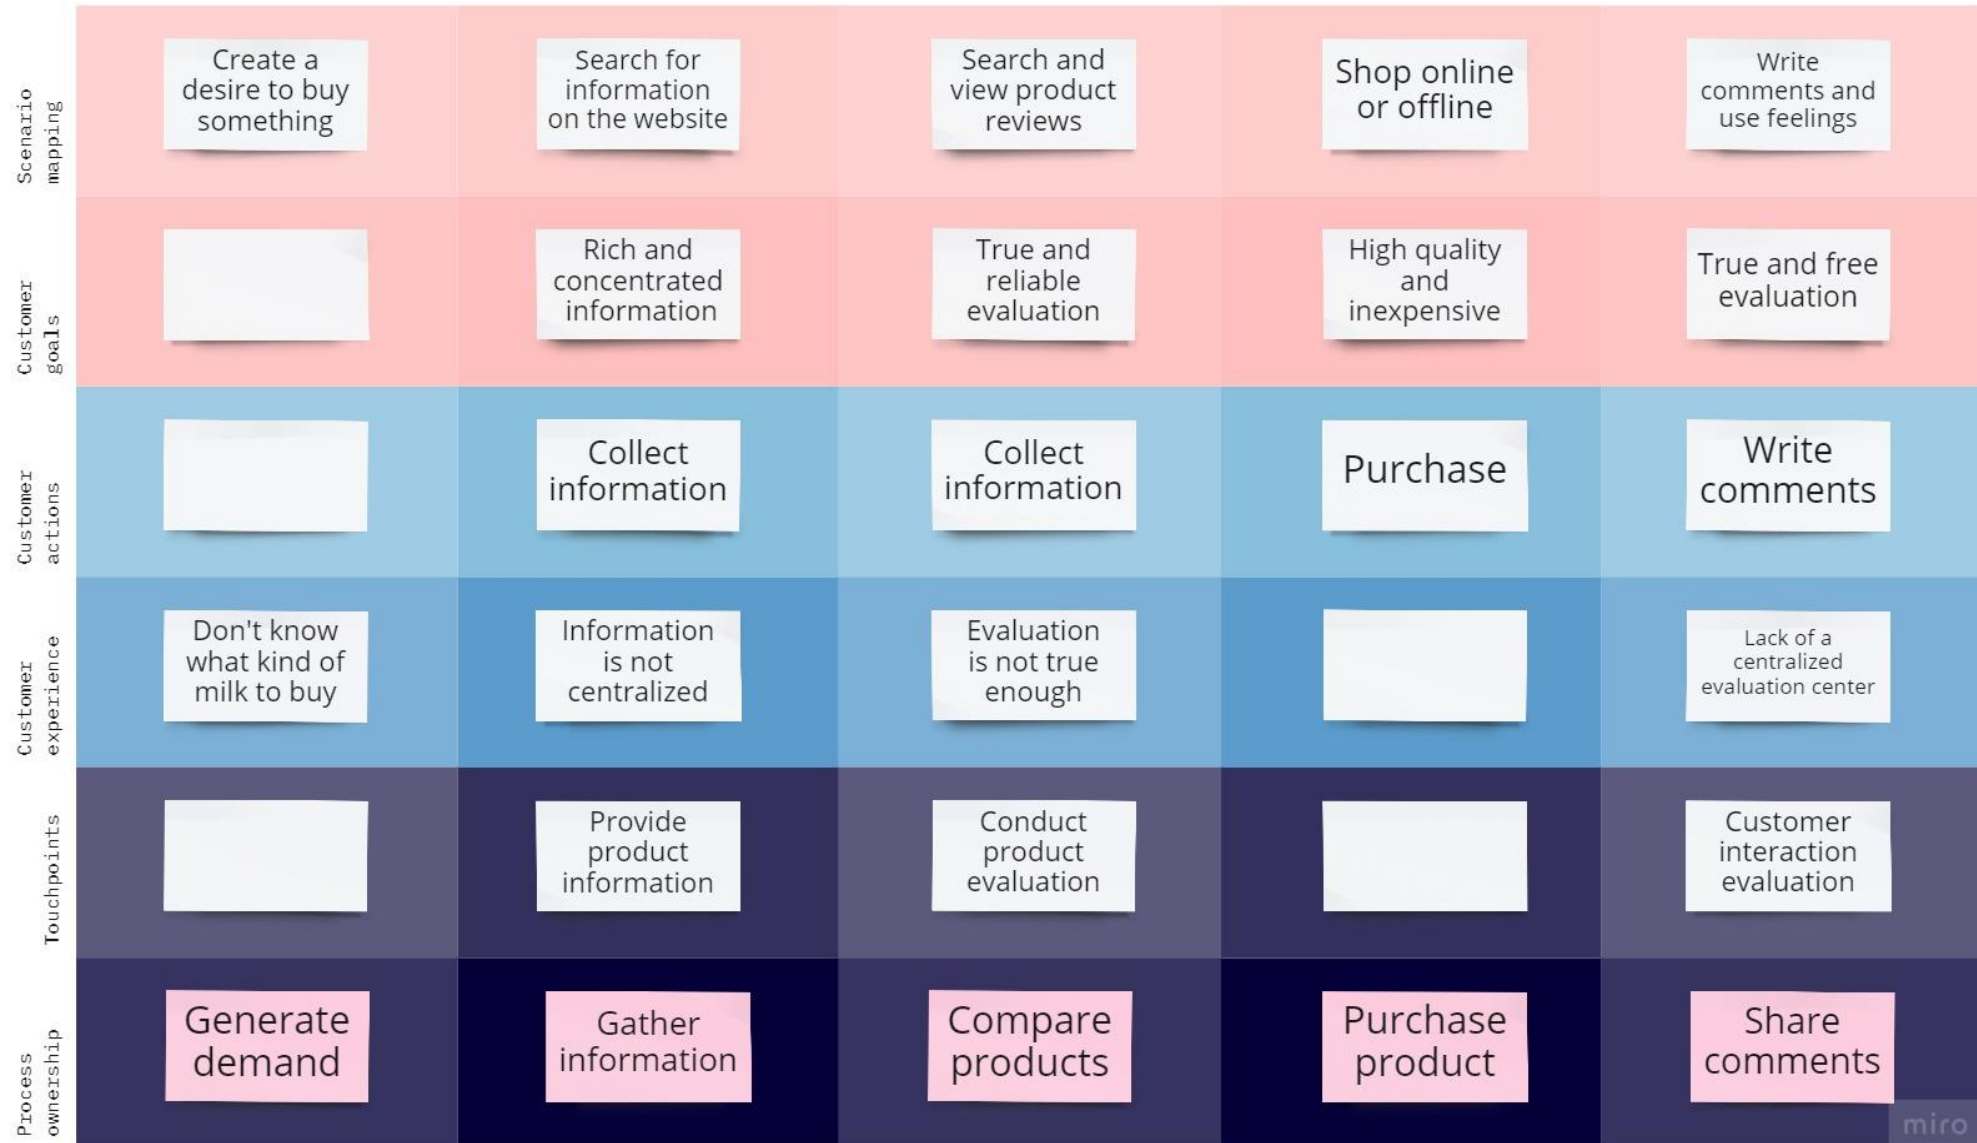 Scenario
mapping
Create a
desire to buy
something
Search for
information
on the website
Search and
view product
reviews
Shop online
or offline
Write
comments and
use feelings
Customer
goals
Rich and
concentrated
information
True and
reliable
evaluation
High quality
and
inexpensive
True and free
evaluation
Customer
actions
Collect
information
Collect
information
Purchase
Write
comments
Customer
experience
Don't know
what kind of
milk to buy
Information
is not
centralized
Evaluation
is not true
enough
Lack of a
centralized
evaluation center
Touchpoints
Provide
product
information
Conduct
product
evaluation
Customer
interaction
evaluation
Process
ownership
Generate
demand
Gather
information
Compare
products
Purchase
product
Share
comments
miro